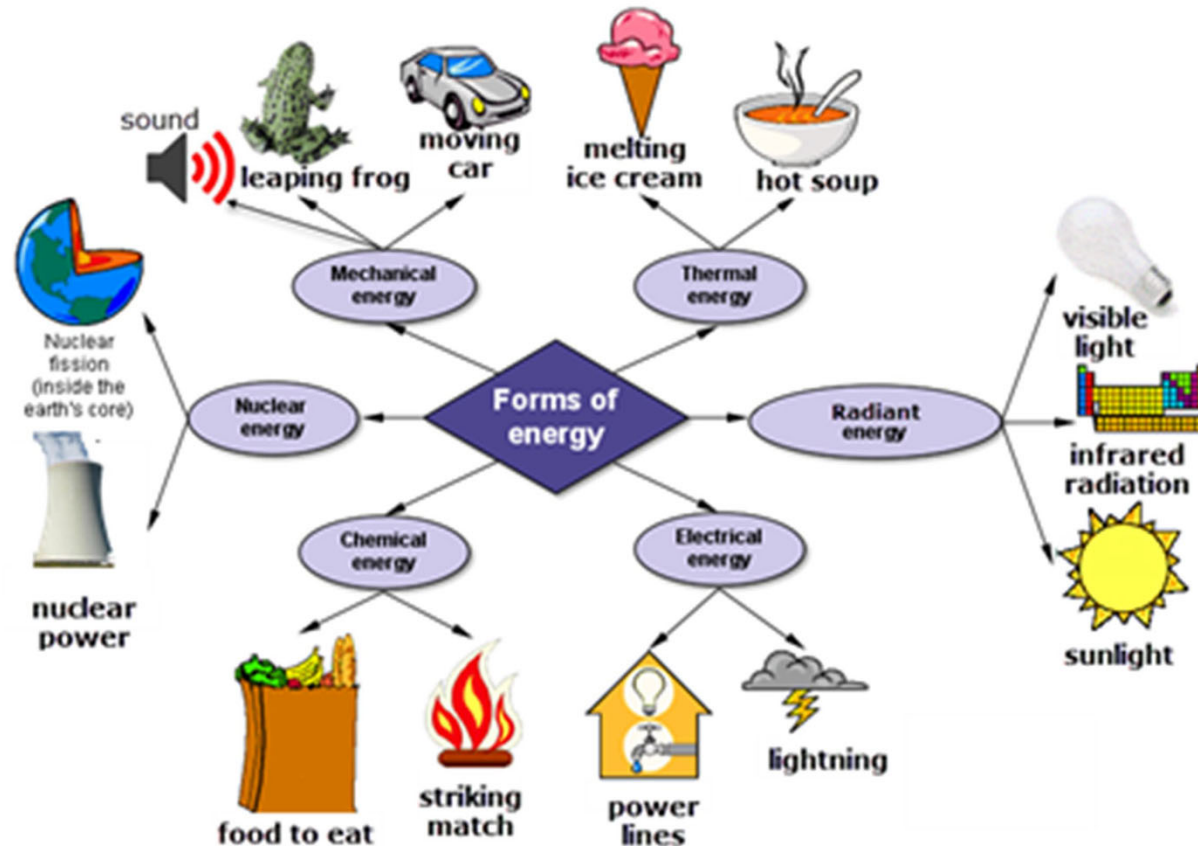 sound
leaping frog
moving
car
melting
ice cream
hot soup
Mechanical
energy
Thermal
energy
visible
light
Nuclear
fission
(inside the
earth's core)
Nuclear
energy
Forms of
energy
Radiant
energy
infrared
radiation
nuclear
power
Chemical
energy
Electrical
energy
sunlight
food to eat
striking
match
power
lines
lightning